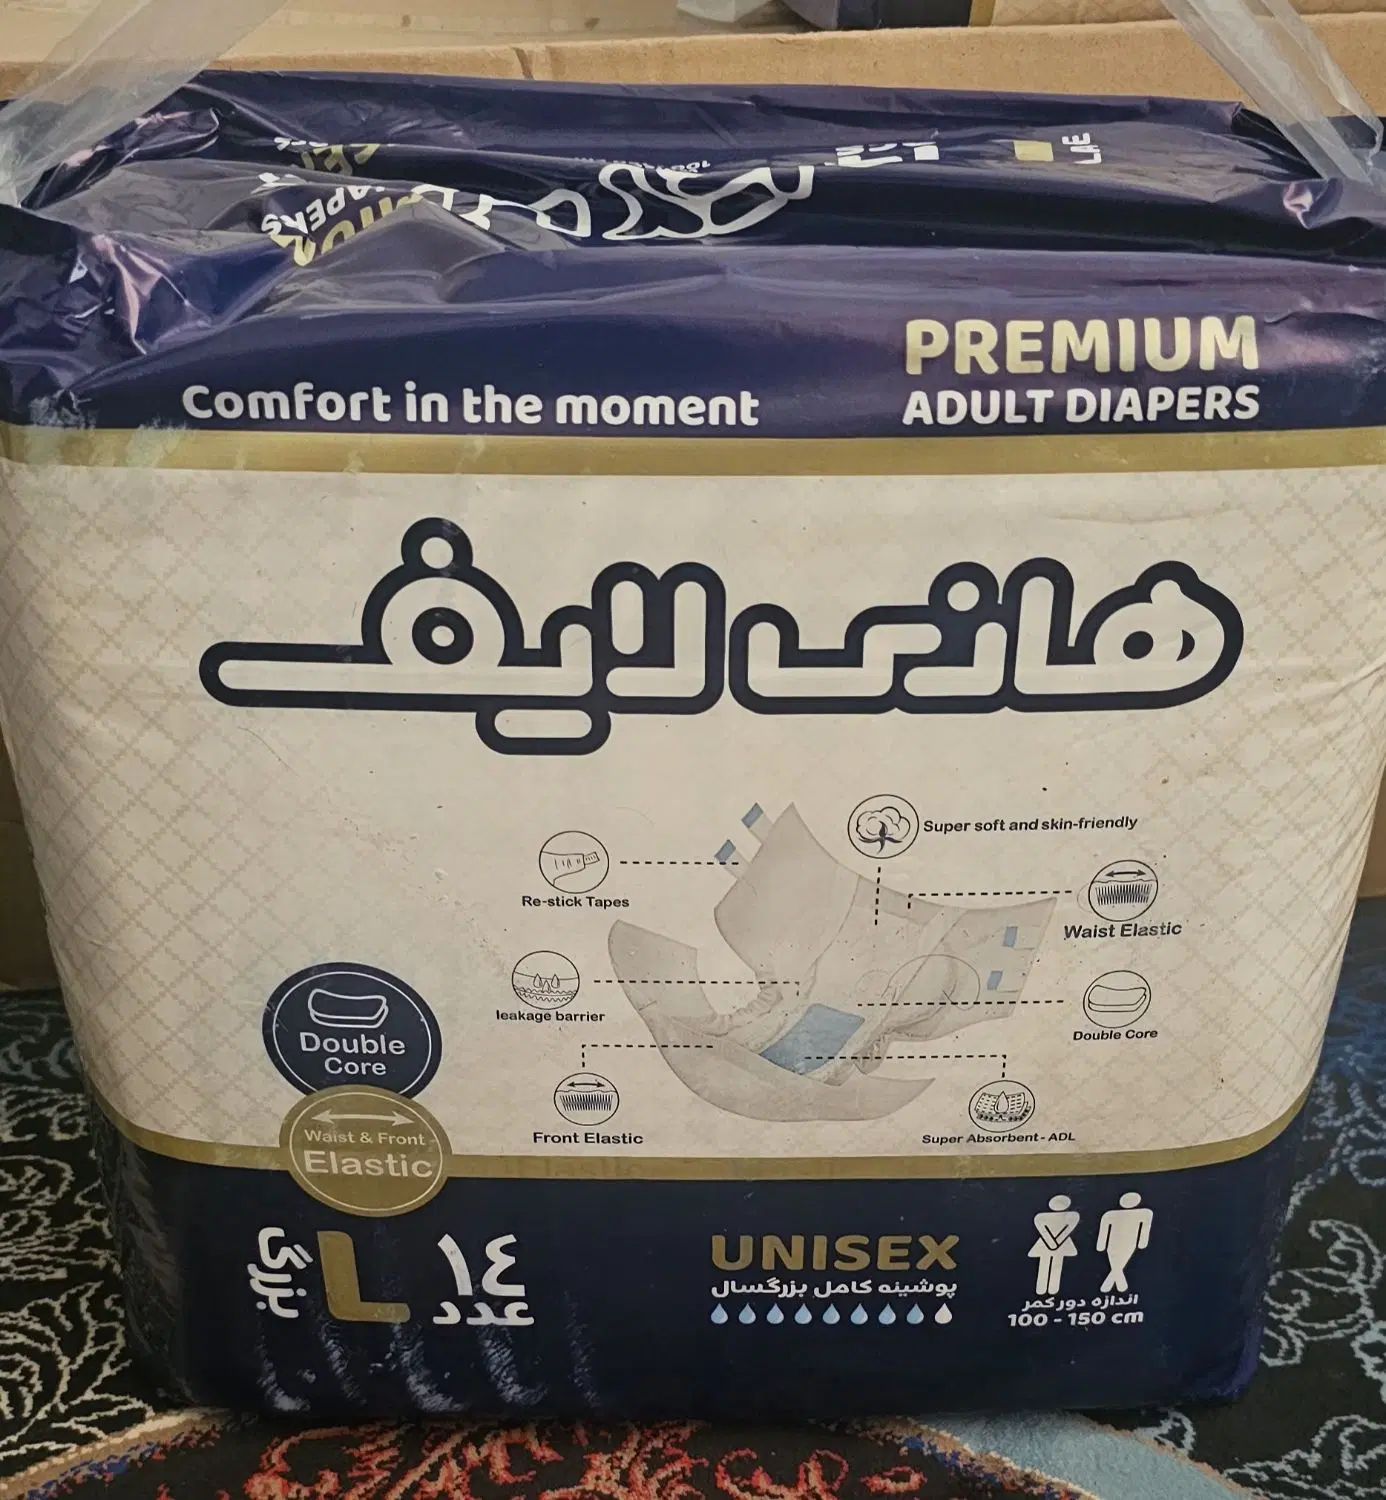 PREMIUM
ADULT DIAPERS
Comfort in the moment
هانی لایف
Super soft and skin-friendly
Re-stick Tapes
Waist Elastic
leakage barrier
Double Core
Front Elastic
Super Absorbent - ADL
Double
Core
Waist & Front
Elastic
بزرگ
L
١٤
عدد
UNISEX
پوشینه کامل بزرگسال
اندازه دور کمر
100 - 150 cm